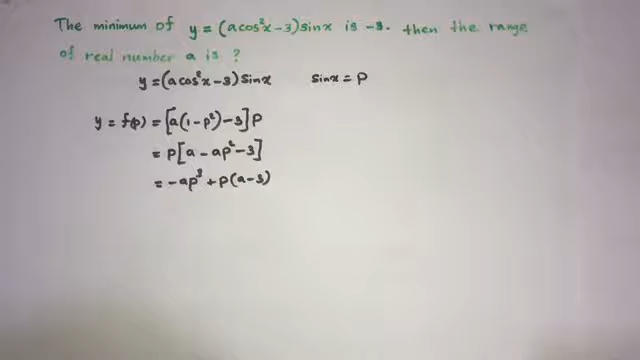 The minimum of y = (acos²x-3)sinx is -3. then the range
of real number a is ?
y = (acos²x-3)Sinx Sinx = P
y = f(p) = [a(1-p²)-3]P
= P[a - ap² - 3]
= -ap³ + p(a-3)